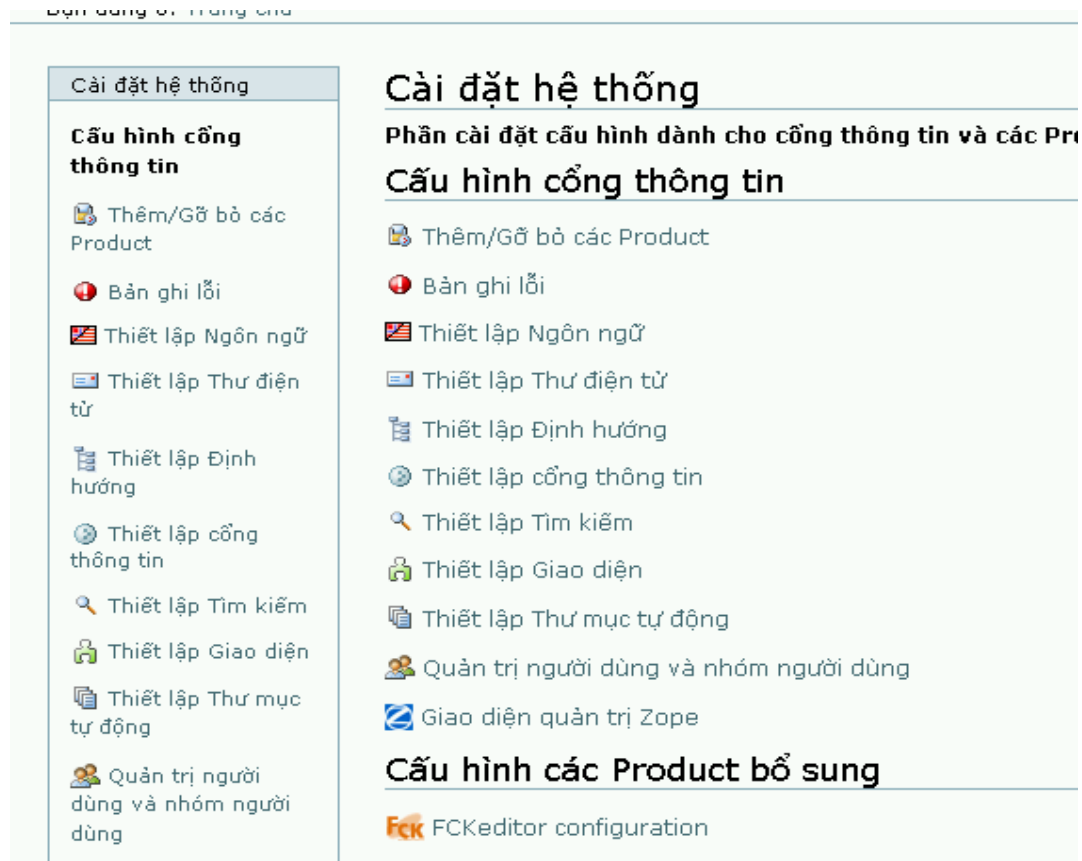 Cài đặt hệ thống
Cấu hình cổng
thông tin
Thêm/Gỡ bỏ các
Product
Bản ghi lỗi
Thiết lập Ngôn ngữ
Thiết lập Thư điện
tử
Thiết lập Định
hướng
Thiết lập cổng
thông tin
Thiết lập Tìm kiếm
Thiết lập Giao diện
Thiết lập Thư mục
tự động
Quản trị người
dùng và nhóm người
dùng
Cài đặt hệ thống
Phần cài đặt cấu hình dành cho cổng thông tin và các
Cấu hình cổng thông tin
Thêm/Gỡ bỏ các Product
Bản ghi lỗi
Thiết lập Ngôn ngữ
Thiết lập Thư điện tử
Thiết lập Định hướng
Thiết lập cổng thông tin
Thiết lập Tìm kiếm
Thiết lập Giao diện
Thiết lập Thư mục tự động
Quản trị người dùng và nhóm người dùng
Giao diện quản trị Zope
Cấu hình các Product bổ sung
FCK FCKeditor configuration